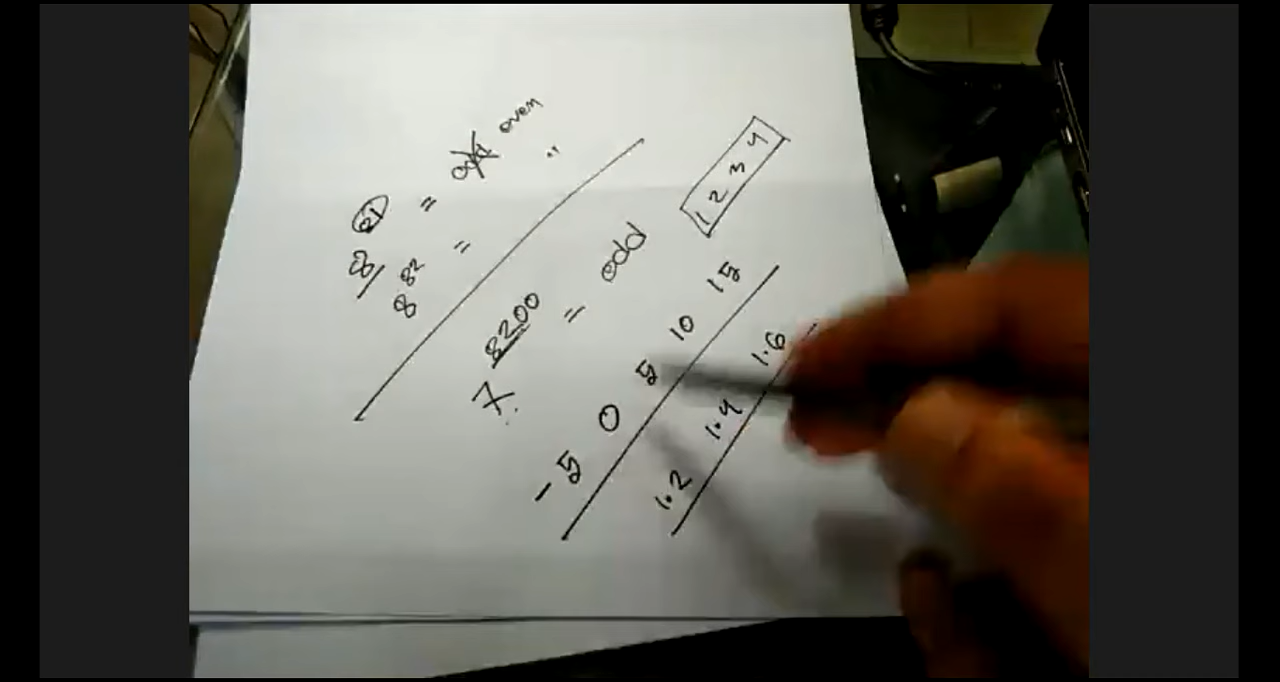 8 21 = odd even
8 82 = "
7 8200 = odd
1 2 3 4
-5 0 5 10 15
1.2 1.4 1.6